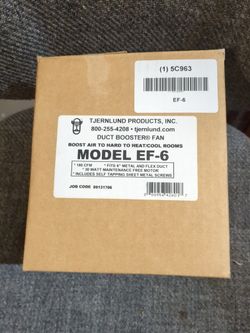 (1) 5C963
EF-6
TJERNLUND PRODUCTS, INC.
800-255-4208 • tjernlund.com
DUCT BOOSTER® FAN
BOOST AIR TO HARD TO HEAT/COOL ROOMS
MODEL EF-6
* 180 CFM * FITS 6" METAL AND FLEX DUCT
* 30 WATT MAINTENANCE FREE MOTOR
* INCLUDES SELF TAPPING SHEET METAL SCREWS
JOB CODE